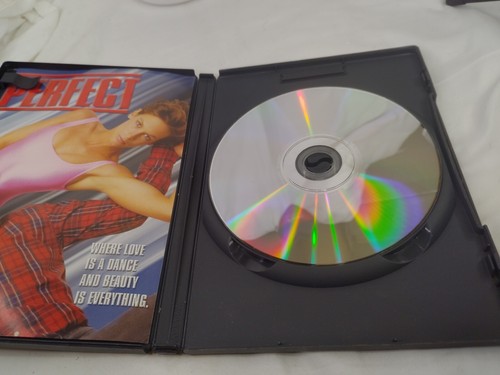 PERFECT
WHERE LOVE
IS A DANCE
AND BEAUTY
IS EVERYTHING.